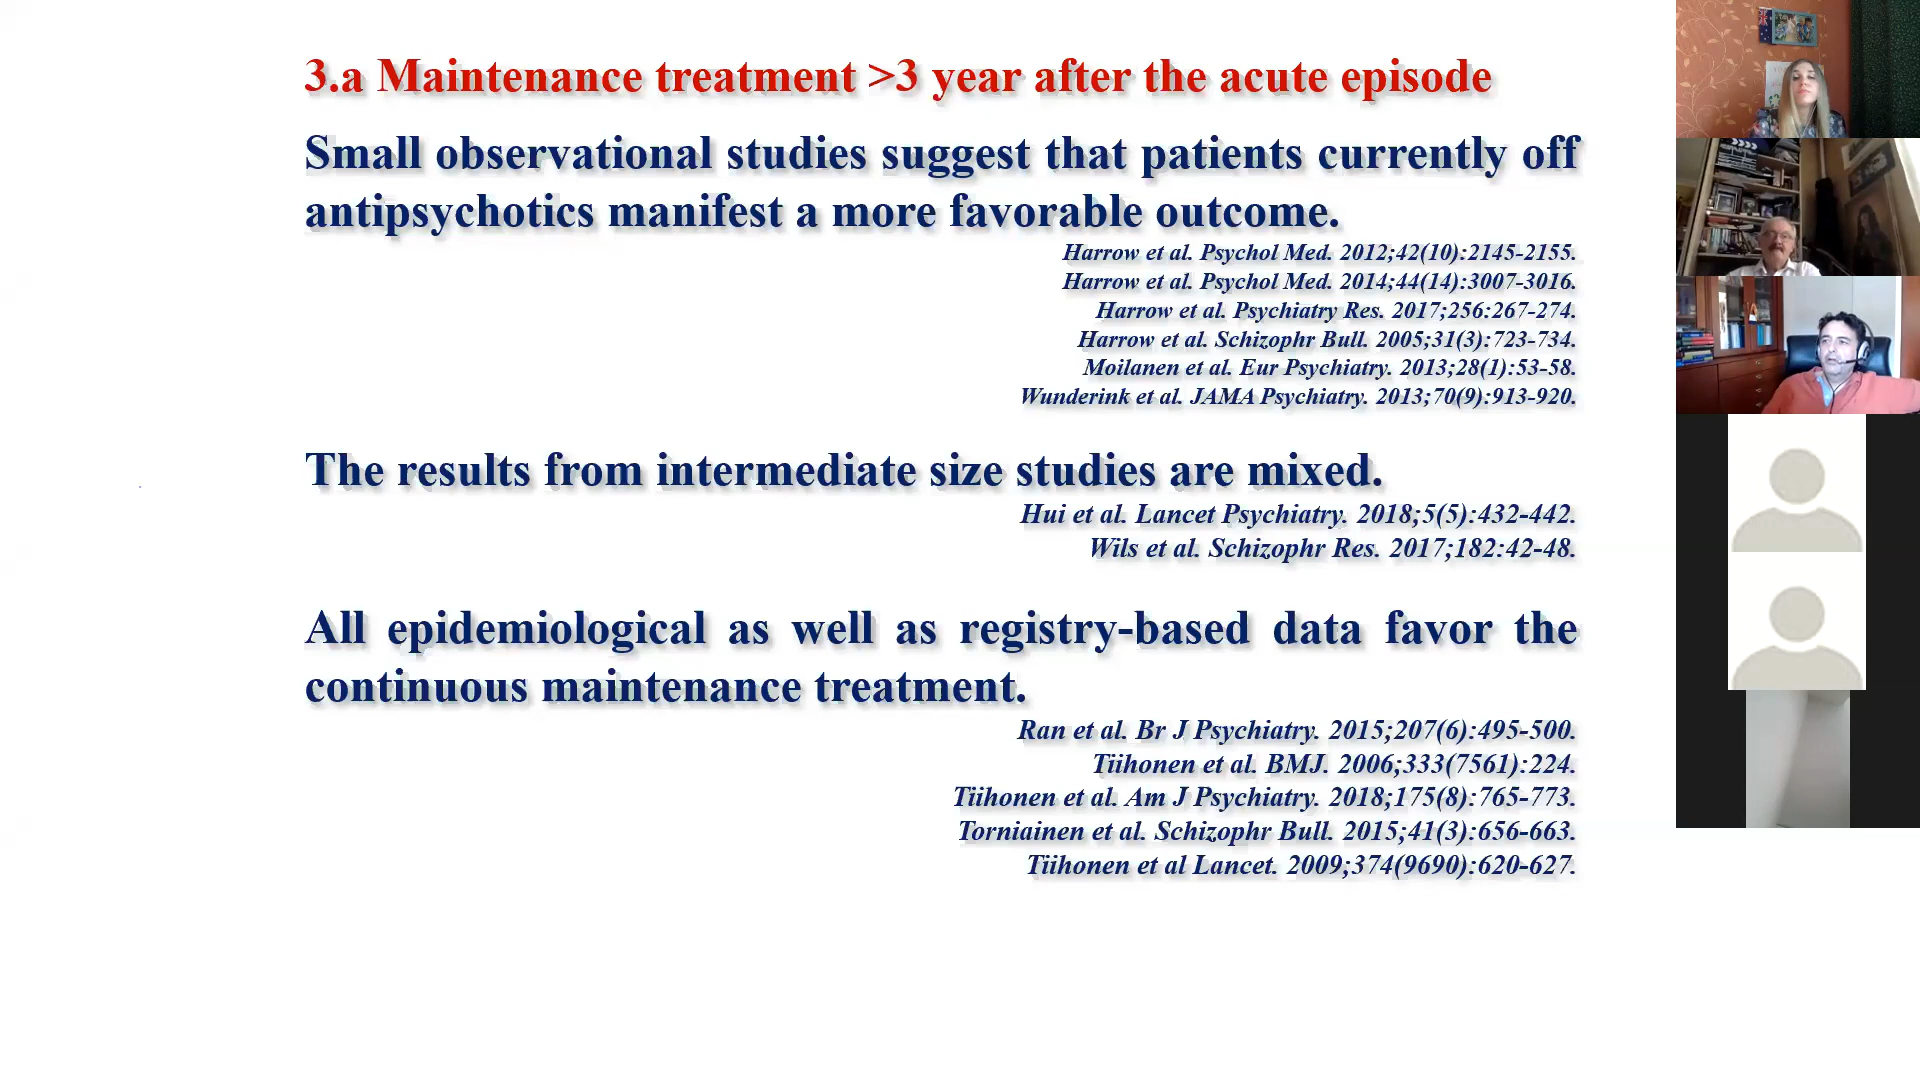 3.a Maintenance treatment >3 year after the acute episode
Small observational studies suggest that patients currently off
antipsychotics manifest a more favorable outcome.
Harrow et al. Psychol Med. 2012;42(10):2145-2155.
Harrow et al. Psychol Med. 2014;44(14):3007-3016.
Harrow et al. Psychiatry Res. 2017;256:267-274.
Harrow et al. Schizophr Bull. 2005;31(3):723-734.
Moilanen et al. Eur Psychiatry. 2013;28(1):53-58.
Wunderink et al. JAMA Psychiatry. 2013;70(9):913-920.
The results from intermediate size studies are mixed.
Hui et al. Lancet Psychiatry. 2018;5(5):432-442.
Wils et al. Schizophr Res. 2017;182:42-48.
All epidemiological as well as registry-based data favor the
continuous maintenance treatment.
Ran et al. Br J Psychiatry. 2015;207(6):495-500.
Tiihonen et al. BMJ. 2006;333(7561):224.
Tiihonen et al. Am J Psychiatry. 2018;175(8):765-773.
Torniainen et al. Schizophr Bull. 2015;41(3):656-663.
Tiihonen et al Lancet. 2009;374(9690):620-627.